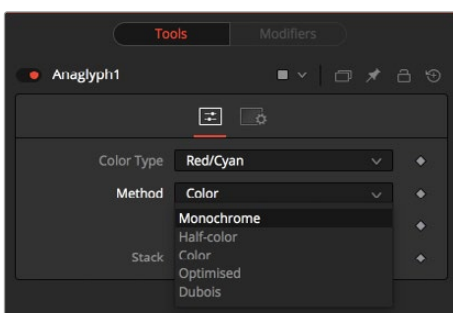 Tools Modifiers
Anaglyph1
Color Type Red/Cyan
Method Color
Monochrome
Half-color
Stack Color
Optimised
Dubois